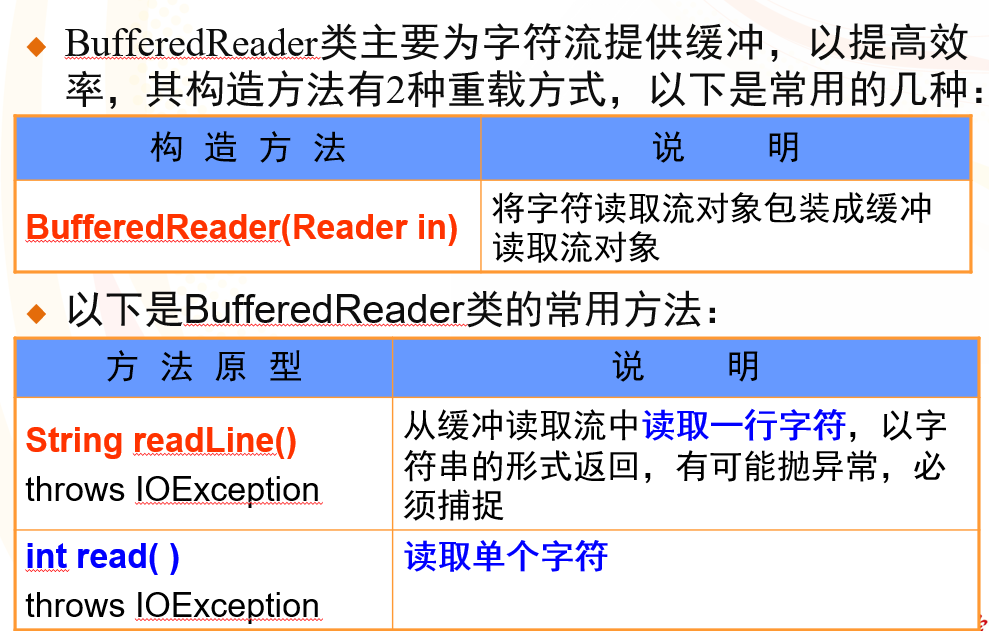 BufferedReader类主要为字符流提供缓冲，以提高效
率，其构造方法有2种重载方式，以下是常用的几种：
构 造 方 法 说 明
BufferedReader(Reader in) 将字符读取流对象包装成缓冲
读取流对象
以下是BufferedReader类的常用方法：
方 法 原 型 说 明
String readLine()
throws IOException
从缓冲读取流中读取一行字符，以字
符串的形式返回，有可能抛异常，必
须捕捉
int read( )
throws IOException
读取单个字符